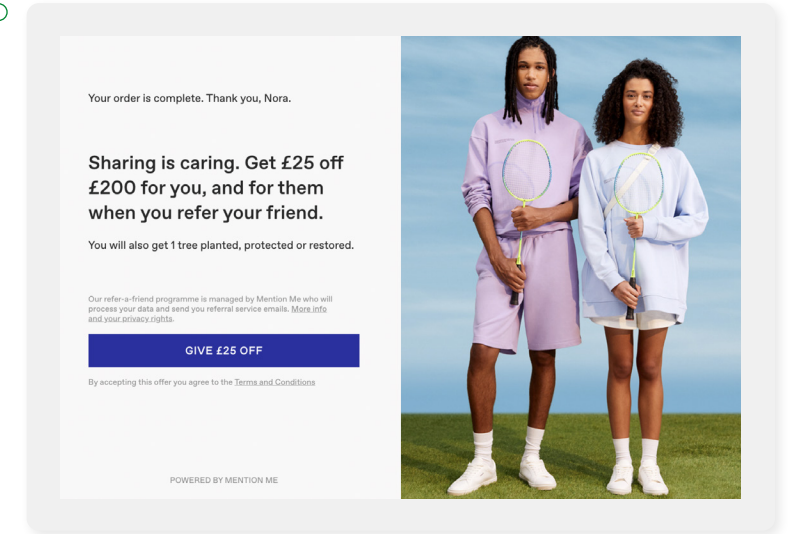 Your order is complete. Thank you, Nora.
Sharing is caring. Get £25 off
£200 for you, and for them
when you refer your friend.
You will also get 1 tree planted, protected or restored.
Our refer-a-friend programme is managed by Mention Me who will
process your data and send you referral service emails. More info
and your privacy rights.
GIVE £25 OFF
By accepting this offer you agree to the Terms and Conditions
POWERED BY MENTION ME